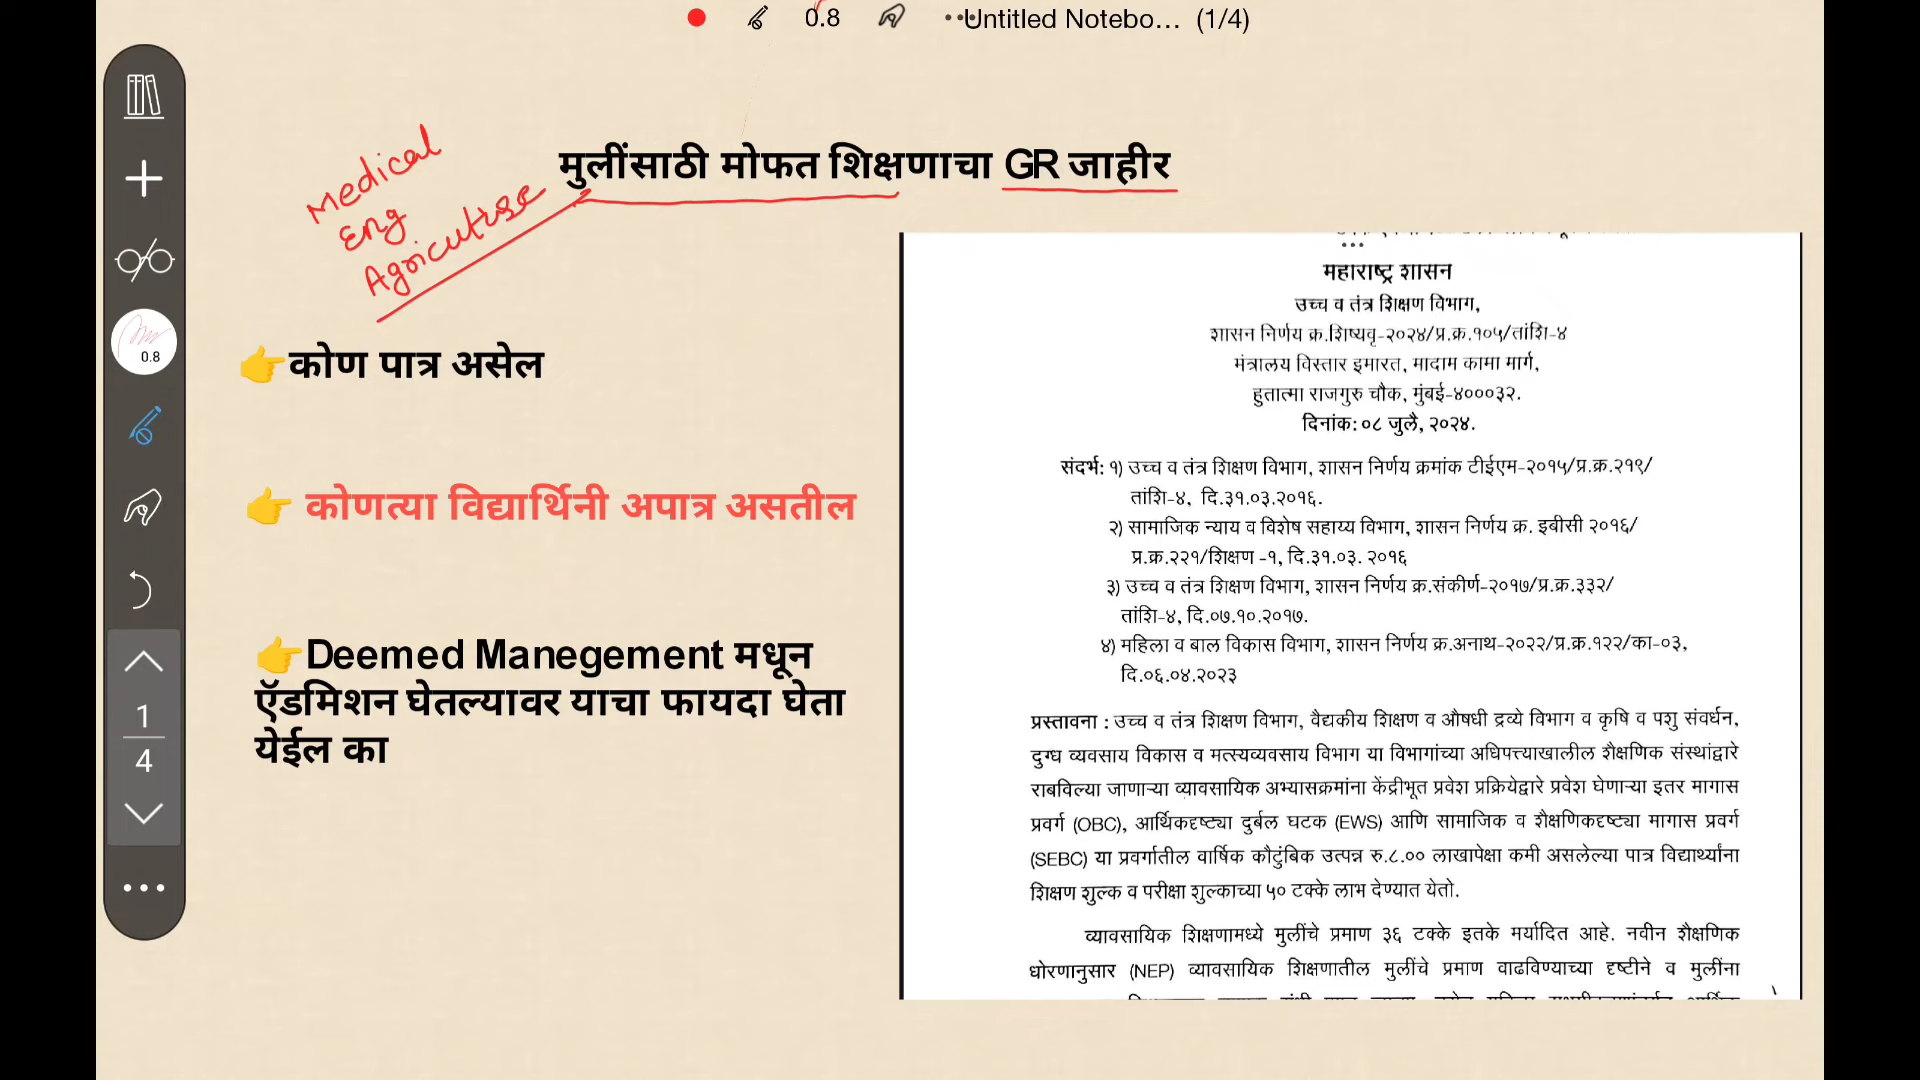 0.8
Untitled Notebo... (1/4)
Medical
Eng
Agricuture
मुलींसाठी मोफत शिक्षणाचा GR जाहीर
0.8
👉कोण पात्र असेल
👉 कोणत्या विद्यार्थिनी अपात्र असतील
👉Deemed Manegement मधून
ऍडमिशन घेतल्यावर याचा फायदा घेता
येईल का
1
4
महाराष्ट्र शासन
उच्च व तंत्र शिक्षण विभाग,
शासन निर्णय क्र.शिष्यवृ-२०२४/प्र.क्र.१०५/तांशि-४
मंत्रालय विस्तार इमारत, मादाम कामा मार्ग,
हुतात्मा राजगुरु चौक, मुंबई-४०००३२.
दिनांक: ०८ जुलै, २०२४.
संदर्भ: १) उच्च व तंत्र शिक्षण विभाग, शासन निर्णय क्रमांक टीईएम-२०१५/प्र.क्र.२१९/
तांशि-४, दि.३१.०३.२०१६.
२) सामाजिक न्याय व विशेष सहाय्य विभाग, शासन निर्णय क्र. इबीसी २०१६/
प्र.क्र.२२१/शिक्षण -१, दि.३१.०३. २०१६
३) उच्च व तंत्र शिक्षण विभाग, शासन निर्णय क्र.संकीर्ण-२०१७/प्र.क्र.३३२/
तांशि-४, दि.०७.१०.२०१७.
४) महिला व बाल विकास विभाग, शासन निर्णय क्र.अनाथ-२०२२/प्र.क्र.१२२/का-०३,
दि.०६.०४.२०२३
प्रस्तावना : उच्च व तंत्र शिक्षण विभाग, वैद्यकीय शिक्षण व औषधी द्रव्ये विभाग व कृषि व पशु संवर्धन,
दुग्ध व्यवसाय विकास व मत्स्यव्यवसाय विभाग या विभागांच्या अधिपत्त्याखालील शैक्षणिक संस्थांद्वारे
राबविल्या जाणाऱ्या व्यावसायिक अभ्यासक्रमांना केंद्रीभूत प्रवेश प्रक्रियेद्वारे प्रवेश घेणाऱ्या इतर मागास
प्रवर्ग (OBC), आर्थिकदृष्ट्या दुर्बल घटक (EWS) आणि सामाजिक व शैक्षणिकदृष्ट्या मागास प्रवर्ग
(SEBC) या प्रवर्गातील वार्षिक कौटुंबिक उत्पन्न रु.८.०० लाखापेक्षा कमी असलेल्या पात्र विद्यार्थ्यांना
शिक्षण शुल्क व परीक्षा शुल्काच्या ५० टक्के लाभ देण्यात येतो.
व्यावसायिक शिक्षणामध्ये मुलींचे प्रमाण ३६ टक्के इतके मर्यादित आहे. नवीन शैक्षणिक
धोरणानुसार (NEP) व्यावसायिक शिक्षणातील मुलींचे प्रमाण वाढविण्याच्या दृष्टीने व मुलींना